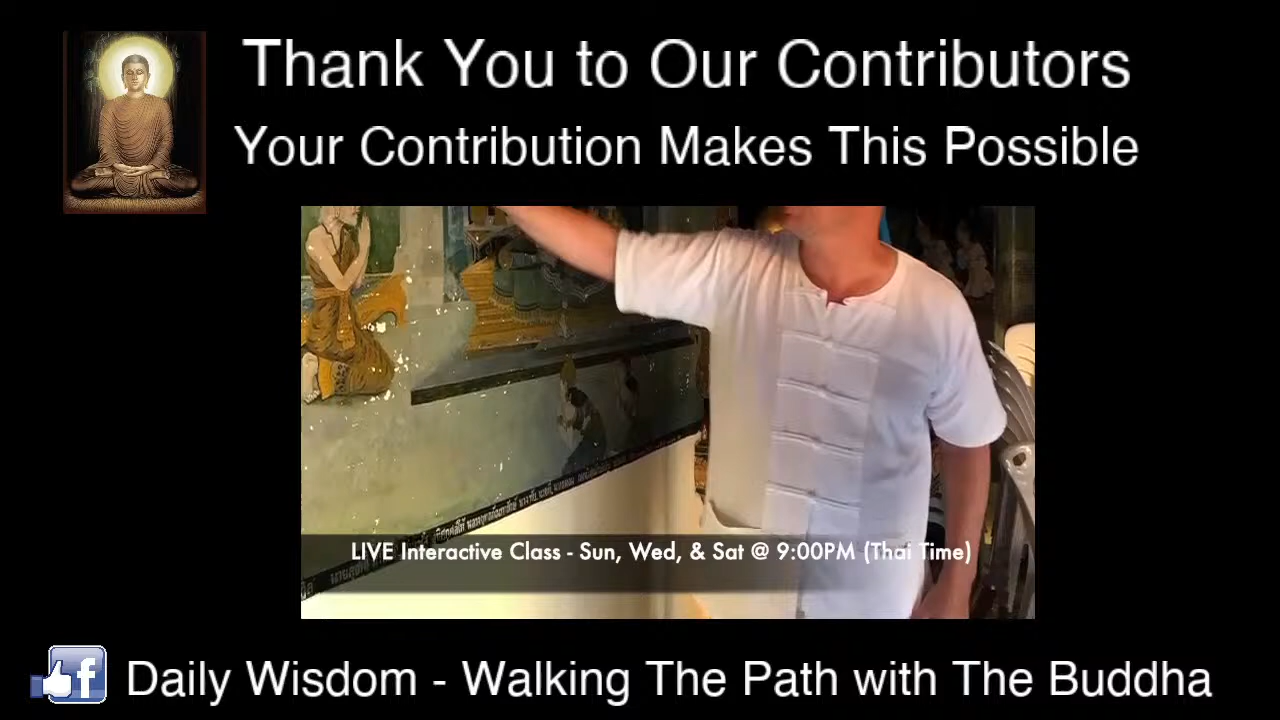 Thank You to Our Contributors
Your Contribution Makes This Possible
LIVE Interactive Class - Sun, Wed, & Sat @ 9:00PM (Thai Time)
f Daily Wisdom - Walking The Path with The Buddha